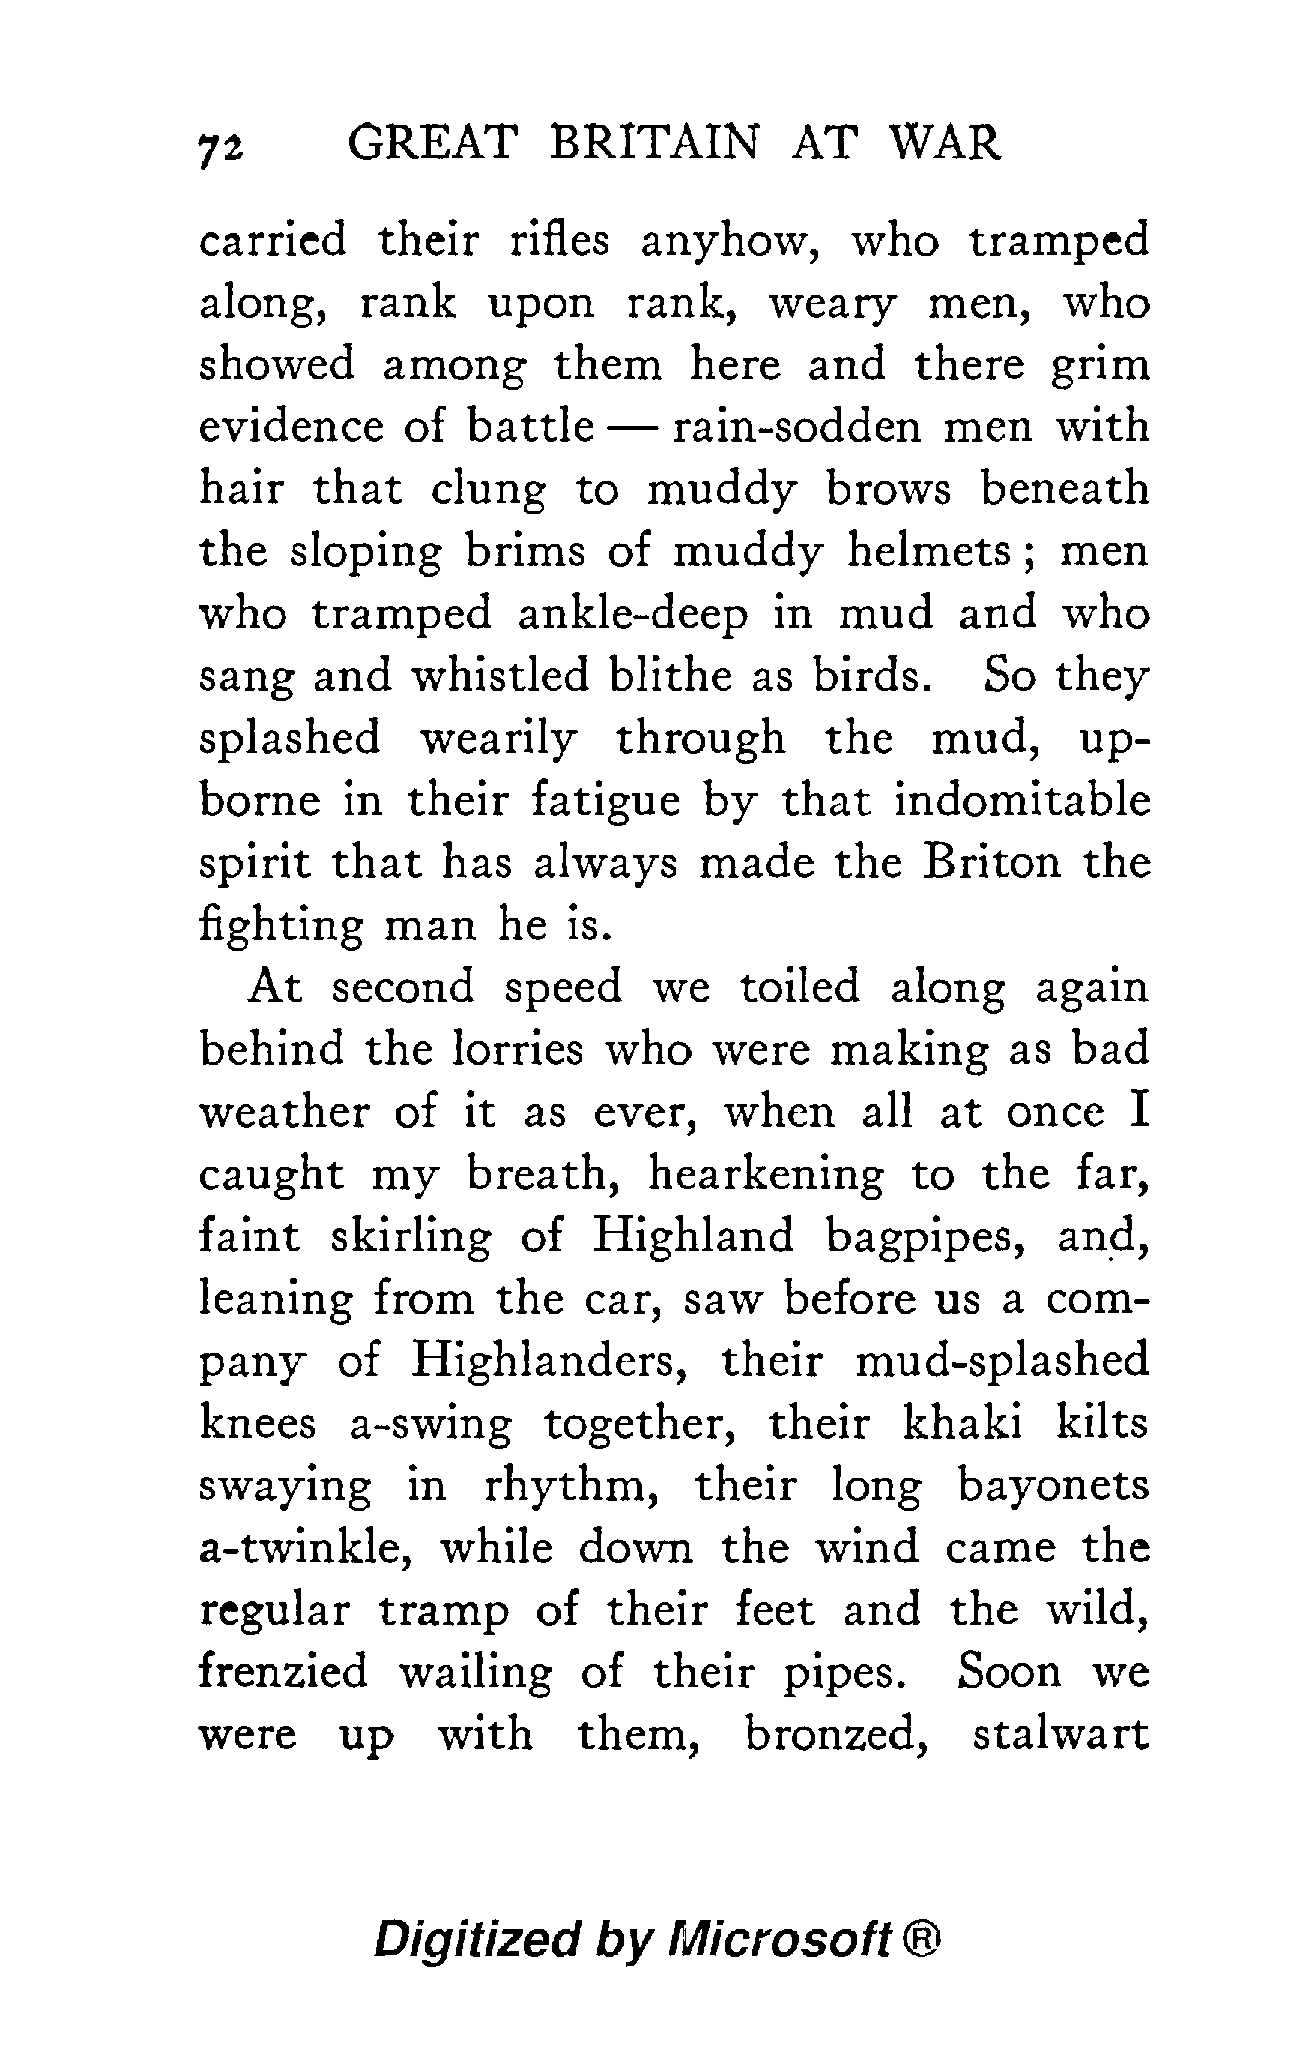 72 GREAT BRITAIN AT WAR
carried their rifles anyhow, who tramped
along, rank upon rank, weary men, who
showed among them here and there grim
evidence of battle — rain-sodden men with
hair that clung to muddy brows beneath
the sloping brims of muddy helmets ; men
who tramped ankle-deep in mud and who
sang and whistled blithe as birds. So they
splashed wearily through the mud, up-
borne in their fatigue by that indomitable
spirit that has always made the Briton the
fighting man he is.
At second speed we toiled along again
behind the lorries who were making as bad
weather of it as ever, when all at once I
caught my breath, hearkening to the far,
faint skirling of Highland bagpipes, and,
leaning from the car, saw before us a com-
pany of Highlanders, their mud-splashed
knees a-swing together, their khaki kilts
swaying in rhythm, their long bayonets
a-twinkle, while down the wind came the
regular tramp of their feet and the wild,
frenzied wailing of their pipes. Soon we
were up with them, bronzed, stalwart
Digitized by Microsoft ®